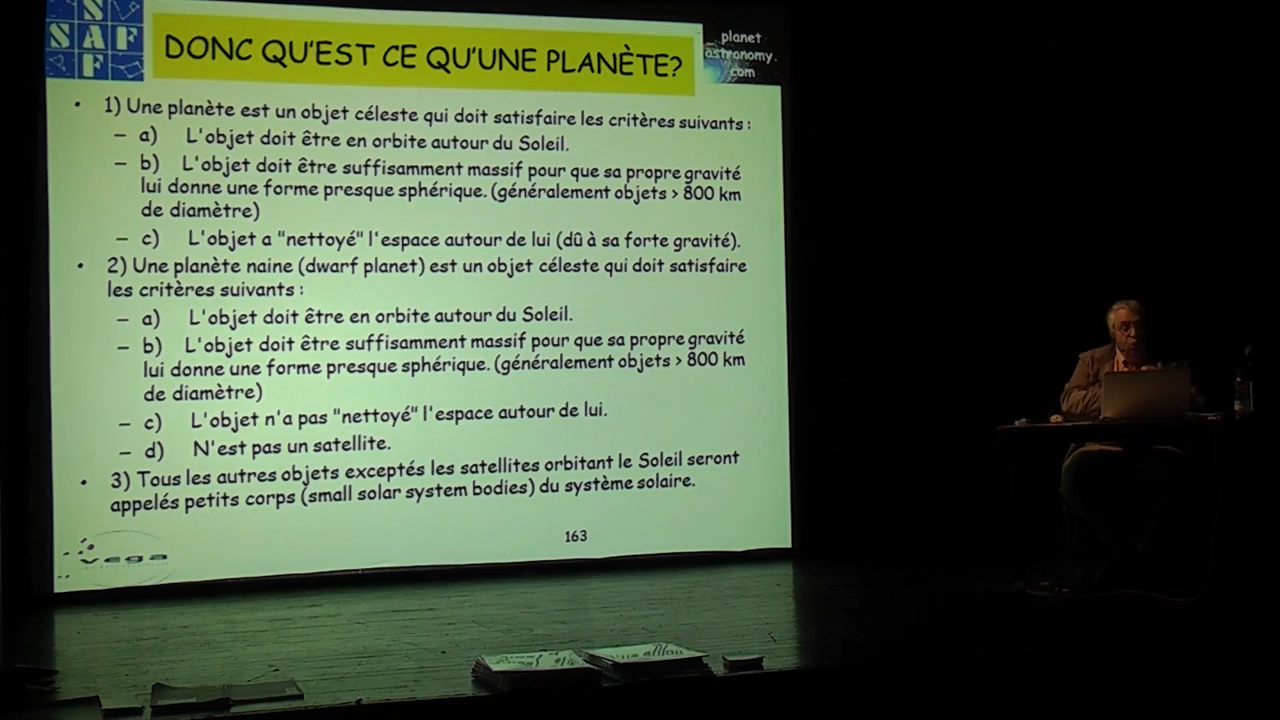 S
S A F
F
DONC QU'EST CE QU'UNE PLANÈTE?
planet
astronomy.
com
• 1) Une planète est un objet céleste qui doit satisfaire les critères suivants :
– a) L'objet doit être en orbite autour du Soleil.
– b) L'objet doit être suffisamment massif pour que sa propre gravité
lui donne une forme presque sphérique. (généralement objets > 800 km
de diamètre)
– c) L'objet a "nettoyé" l'espace autour de lui (dû à sa forte gravité).
• 2) Une planète naine (dwarf planet) est un objet céleste qui doit satisfaire
les critères suivants :
– a) L'objet doit être en orbite autour du Soleil.
– b) L'objet doit être suffisamment massif pour que sa propre gravité
lui donne une forme presque sphérique. (généralement objets > 800 km
de diamètre)
– c) L'objet n'a pas "nettoyé" l'espace autour de lui.
– d) N'est pas un satellite.
• 3) Tous les autres objets exceptés les satellites orbitant le Soleil seront
appelés petits corps (small solar system bodies) du système solaire.
vega
163